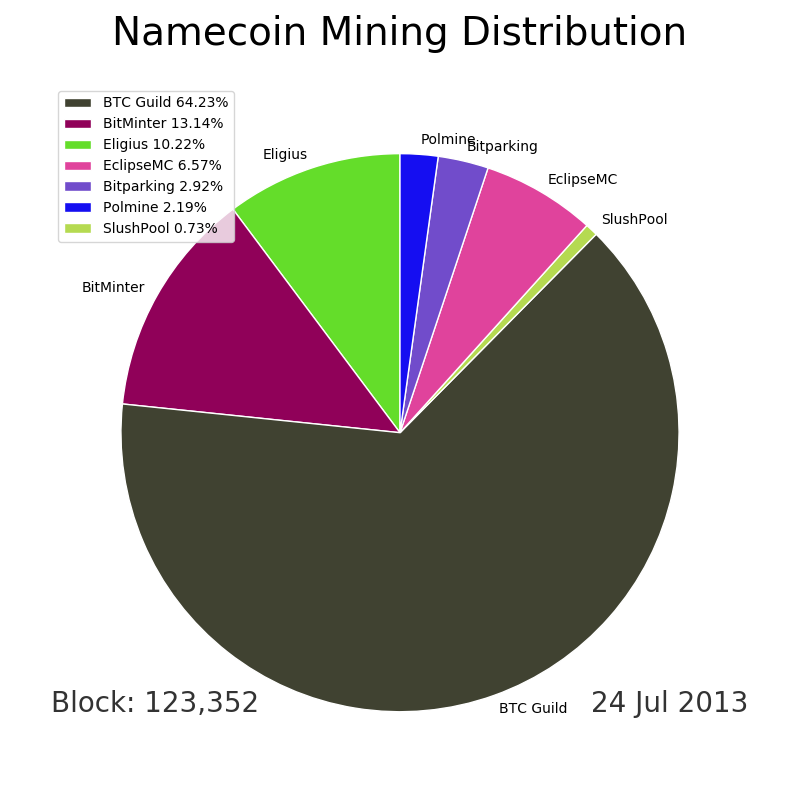 Namecoin Mining Distribution
BTC Guild 64.23%
BitMinter 13.14%
Eligius 10.22%
EclipseMC 6.57%
Bitparking 2.92%
Polmine 2.19%
SlushPool 0.73%
Polmine
Bitparking
Eligius
EclipseMC
SlushPool
BitMinter
BTC Guild
Block: 123,352
24 Jul 2013